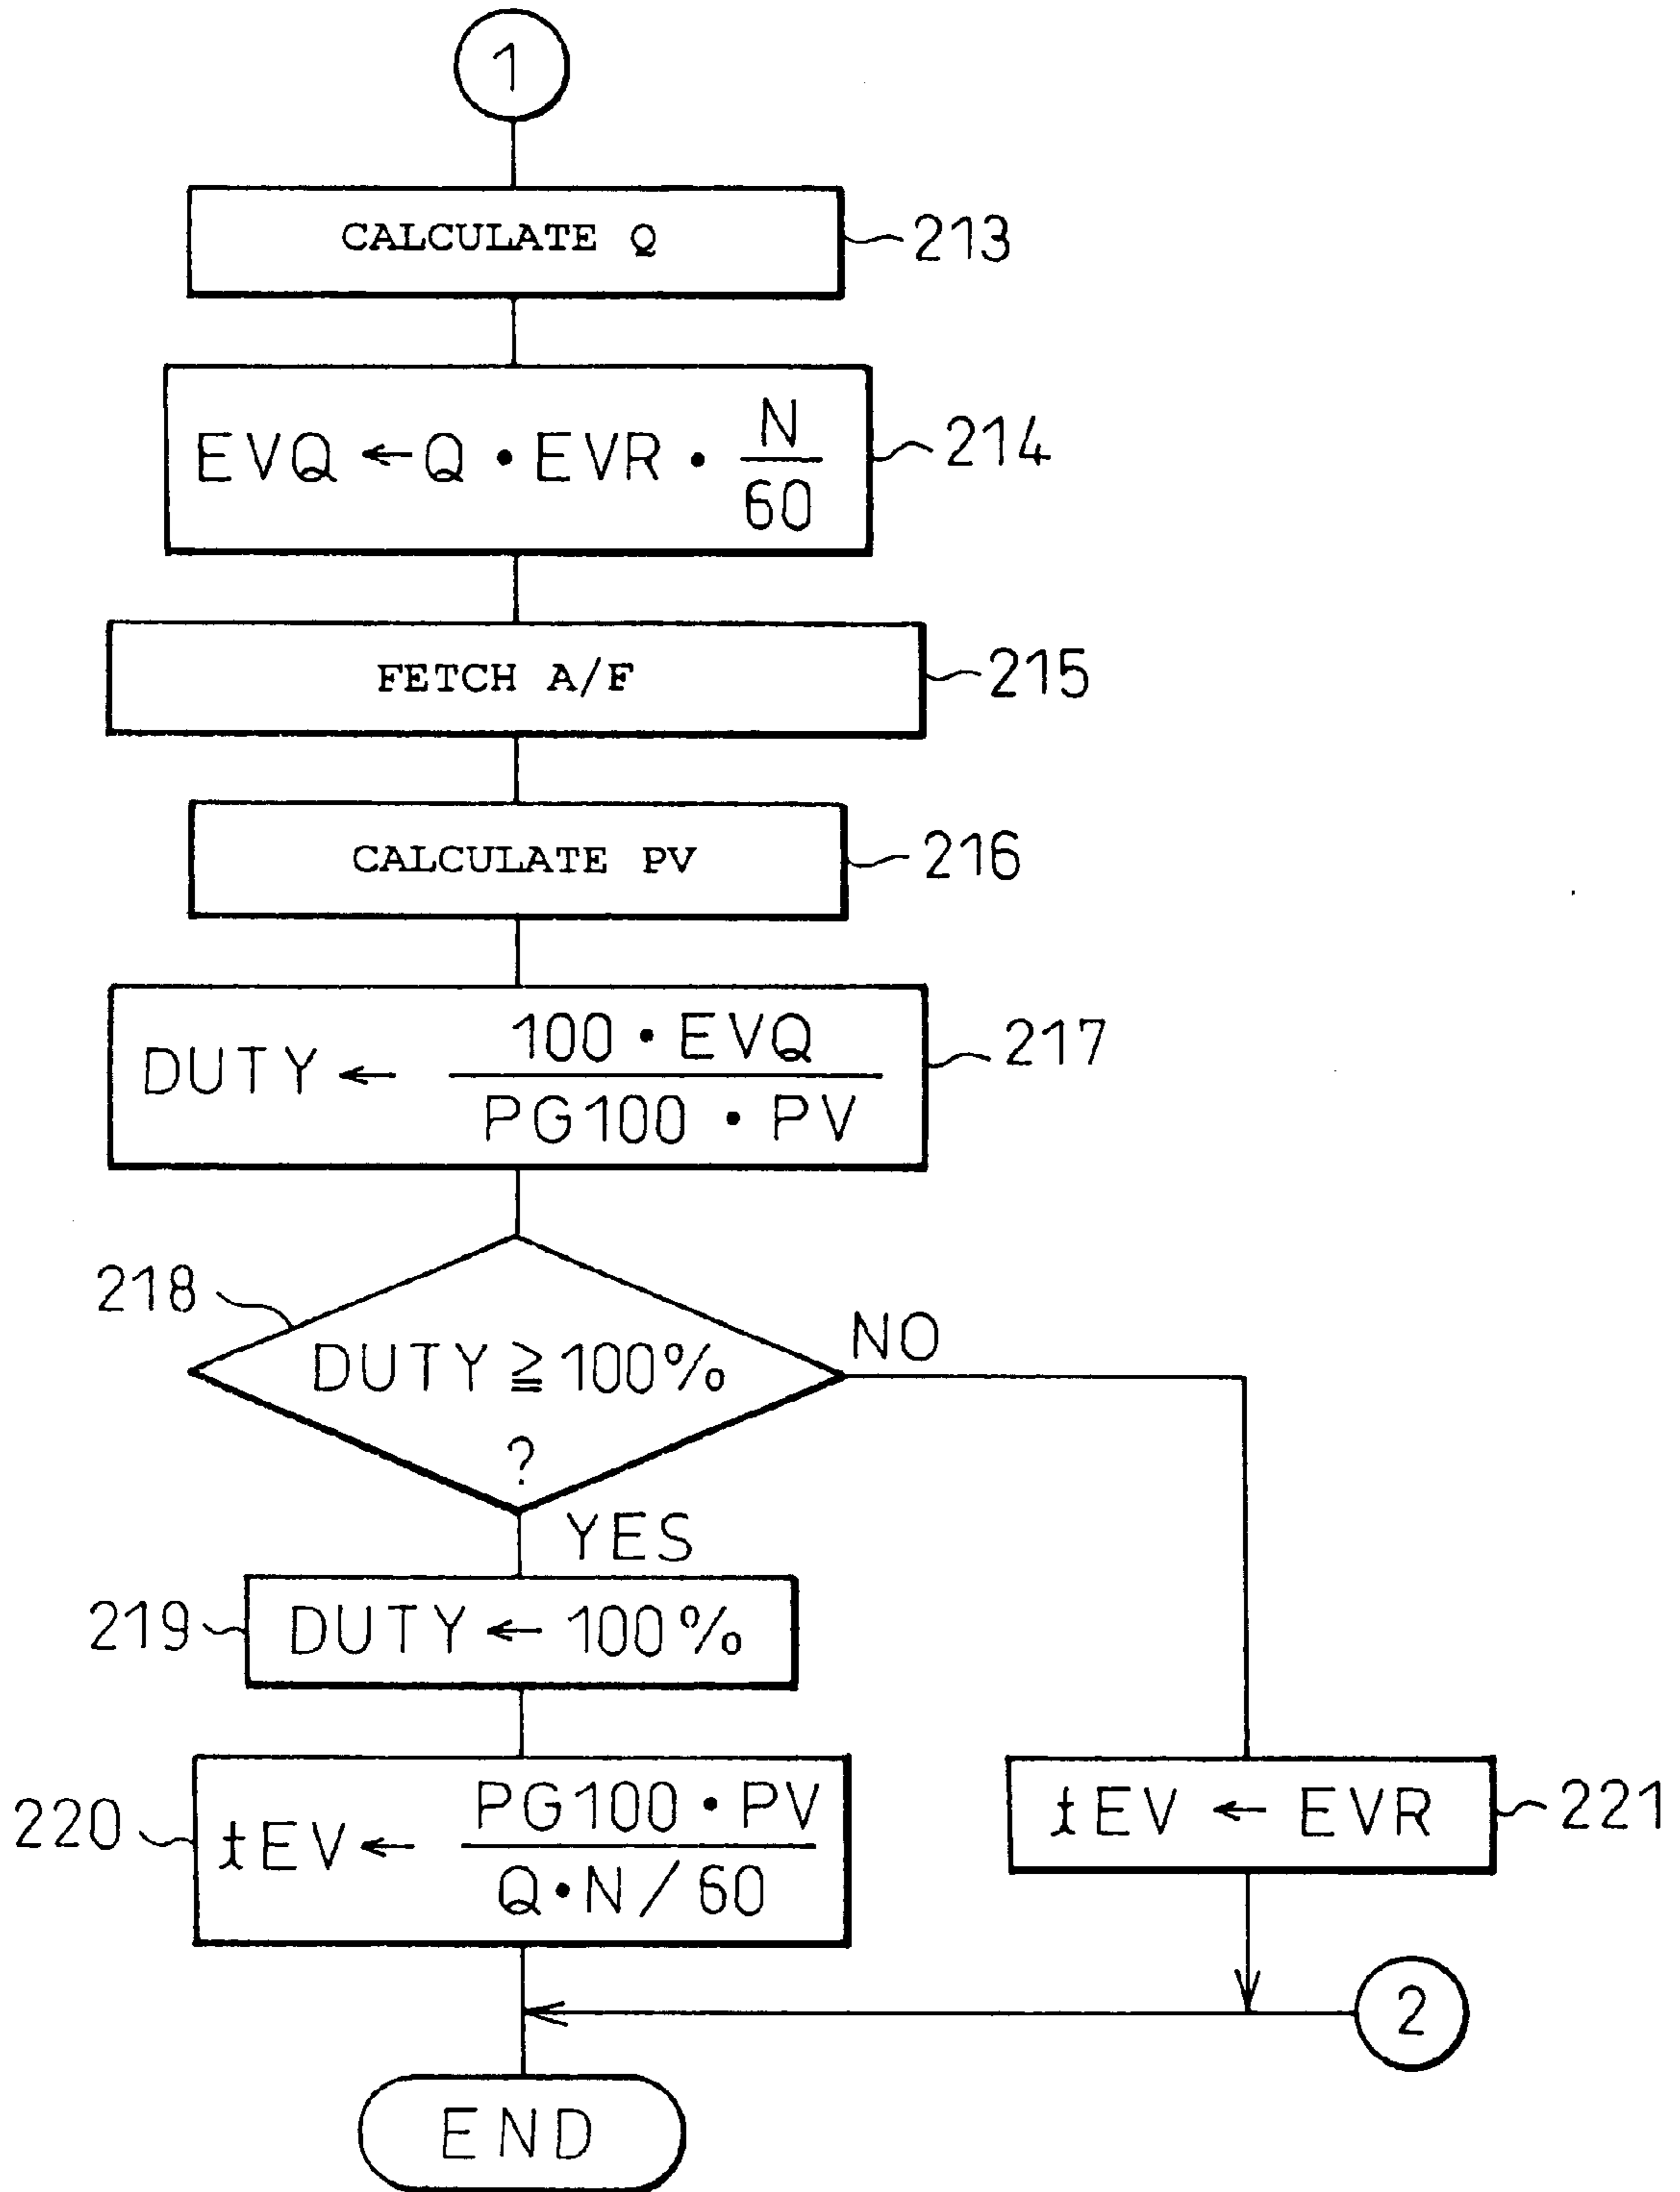 1
CALCULATE Q
213
EVQ ← Q • EVR • N/60
214
FETCH A/F
215
CALCULATE PV
216
DUTY ← 100 • EVQ / PG100 • PV
217
218
DUTY ≧ 100%
?
NO
YES
219
DUTY ← 100%
220
tEV ← PG100 • PV / Q•N/60
tEV ← EVR
221
2
END